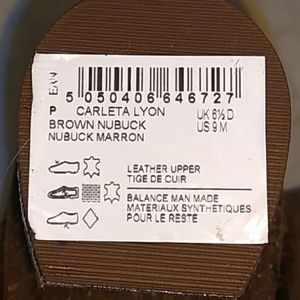 EAN
5 050406 646727
P CARLETA LYON UK 6½ D
BROWN NUBUCK US 9 M
NUBUCK MARRON
LEATHER UPPER
TIGE DE CUIR
BALANCE MAN MADE
MATERIAUX SYNTHETIQUES
POUR LE RESTE